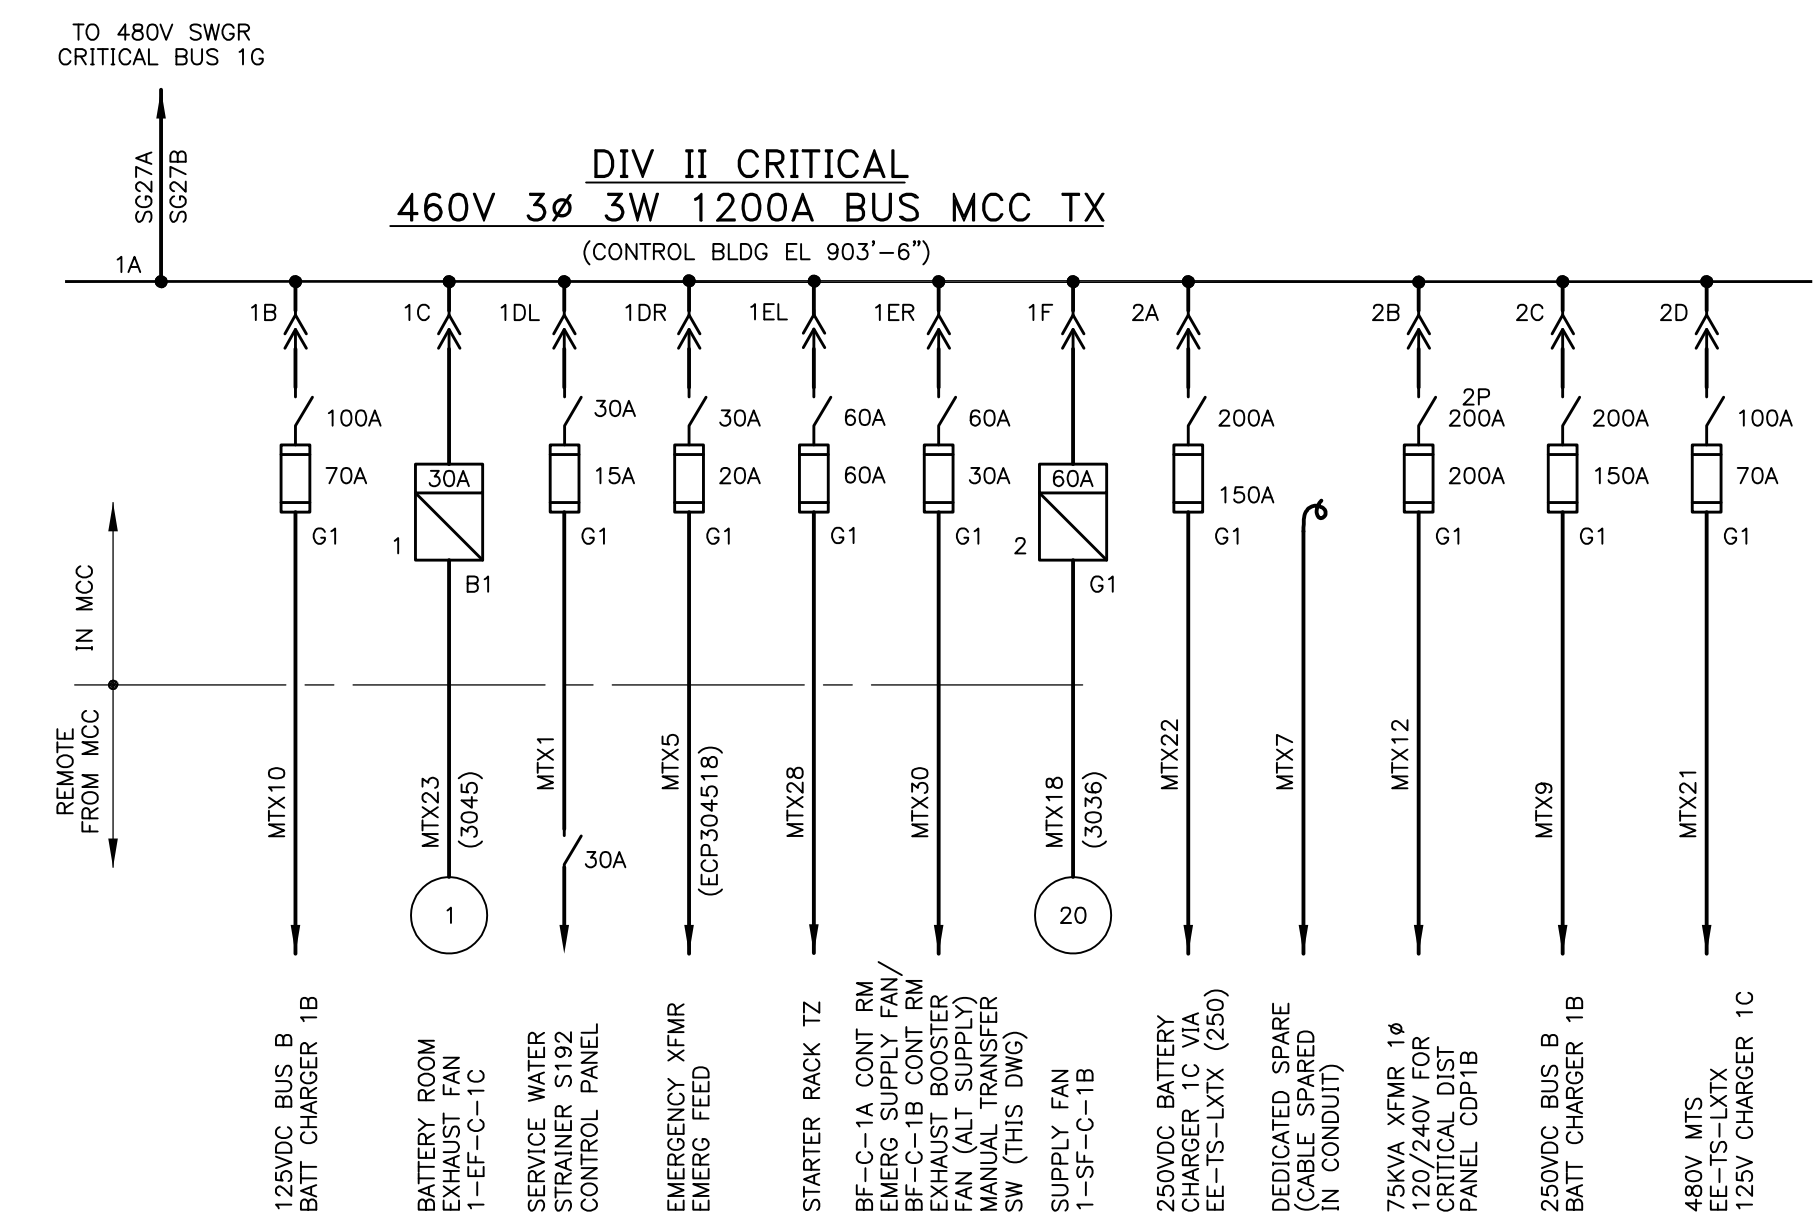 TO 480V SWGR
CRITICAL BUS 1G
SG27A
SG27B
DIV II CRITICAL
460V 3ø 3W 1200A BUS MCC TX
(CONTROL BLDG EL 903'-6")
1A
1B
1C
1DL
1DR
1EL
1ER
1F
2A
2B
2C
2D
100A
70A
G1
30A
1
B1
30A
15A
G1
30A
20A
G1
60A
60A
G1
60A
30A
G1
60A
2
G1
200A
150A
G1
2P
200A
200A
G1
200A
150A
G1
100A
70A
G1
IN MCC
REMOTE
FROM MCC
MTX10
MTX23
(3045)
MTX1
30A
MTX5
(ECP304518)
MTX28
MTX30
MTX18
(3036)
MTX22
MTX7
MTX12
MTX9
MTX21
1
20
125VDC BUS B
BATT CHARGER 1B
BATTERY ROOM
EXHAUST FAN
1-EF-C-1C
SERVICE WATER
STRAINER S192
CONTROL PANEL
EMERGENCY XFMR
EMERG FEED
STARTER RACK TZ
BF-C-1A CONT RM
EMERG SUPPLY FAN/
BF-C-1B CONT RM
EXHAUST BOOSTER
FAN (ALT SUPPLY)
MANUAL TRANSFER
SW (THIS DWG)
SUPPLY FAN
1-SF-C-1B
250VDC BATTERY
CHARGER 1C VIA
EE-TS-LXTX (250)
DEDICATED SPARE
(CABLE SPARED
IN CONDUIT)
75KVA XFMR 1ø
120/240V FOR
CRITICAL DIST
PANEL CDP1B
250VDC BUS B
BATT CHARGER 1B
480V MTS
EE-TS-LXTX
125V CHARGER 1C